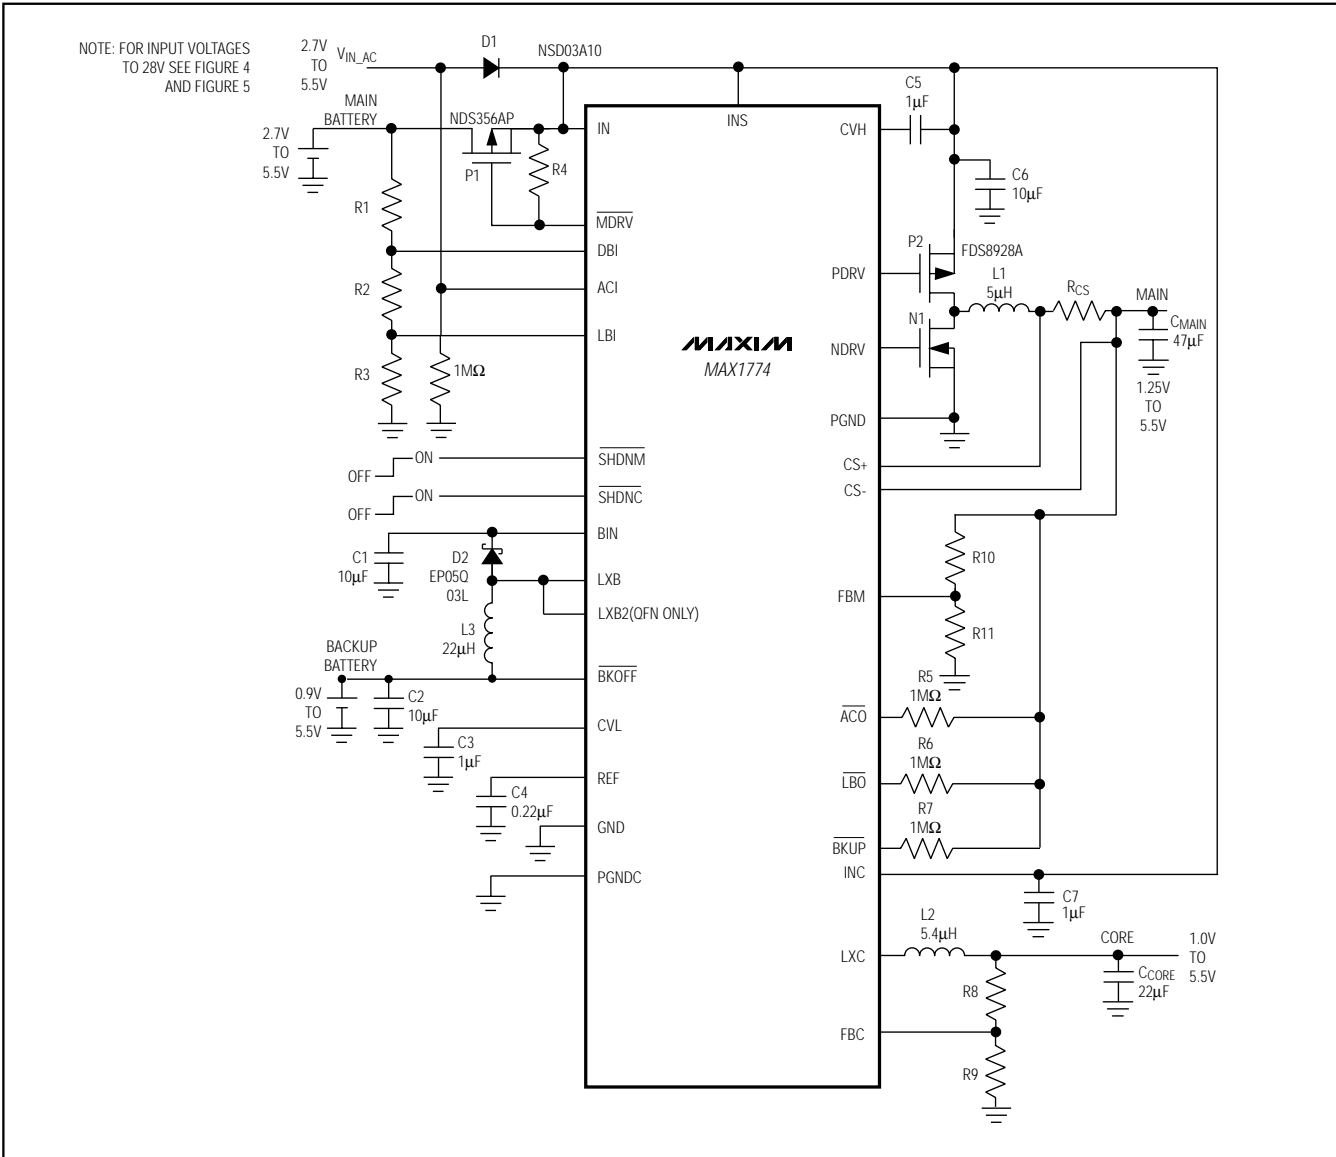 NOTE: FOR INPUT VOLTAGES
TO 28V SEE FIGURE 4
AND FIGURE 5
2.7V
TO
5.5V
VIN_AC
D1
NSD03A10
MAIN
BATTERY
2.7V
TO
5.5V
NDS356AP
P1
R4
R1
R2
R3
1MΩ
IN
MDRV
DBI
ACI
LBI
OFF
ON
SHDNM
OFF
ON
SHDNC
BIN
C1
10µF
D2
EP05Q
03L
LXB
LXB2(QFN ONLY)
L3
22µH
BACKUP
BATTERY
BKOFF
0.9V
TO
5.5V
C2
10µF
CVL
C3
1µF
REF
C4
0.22µF
GND
PGNDC
INS
MAXIM
MAX1774
CVH
C5
1µF
C6
10µF
P2
FDS8928A
PDRV
L1
5µH
RCS
MAIN
CMAIN
47µF
1.25V
TO
5.5V
N1
NDRV
PGND
CS+
CS-
R10
FBM
R11
R5
1MΩ
ACO
R6
1MΩ
LBO
R7
1MΩ
BKUP
INC
C7
1µF
L2
5.4µH
LXC
CORE
1.0V
TO
5.5V
CCORE
22µF
R8
FBC
R9